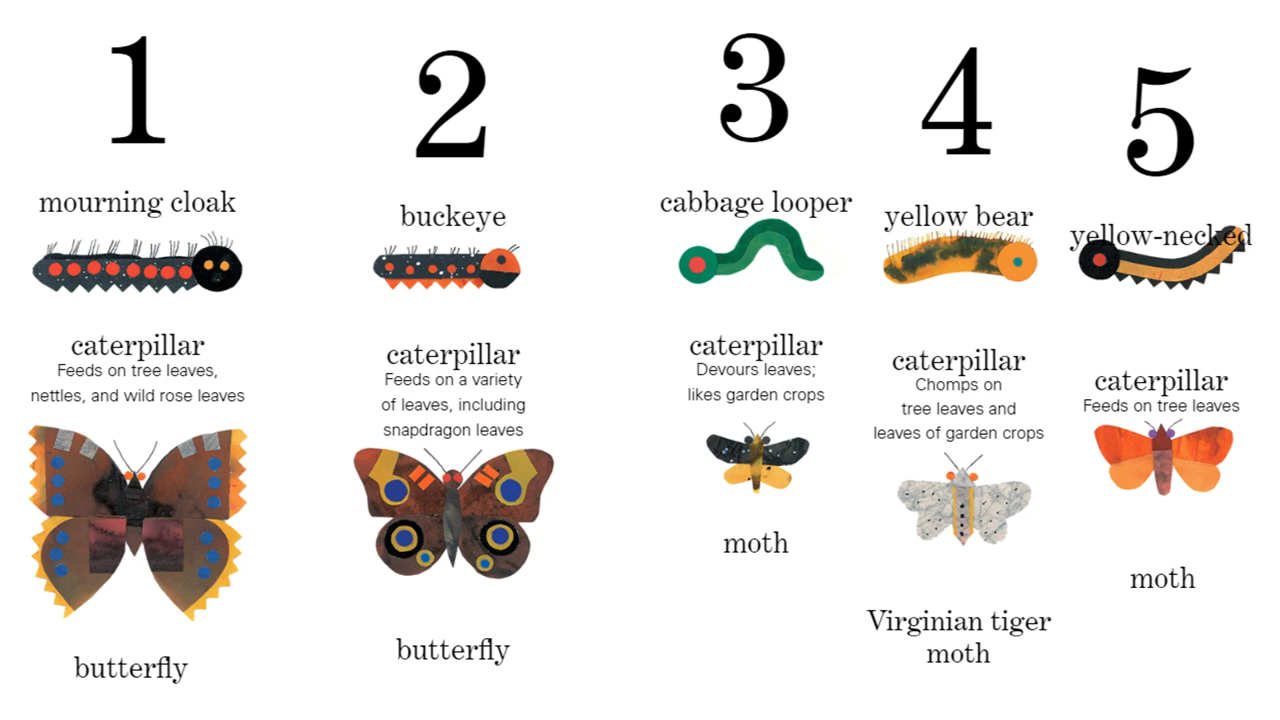 1
mourning cloak
caterpillar
Feeds on tree leaves,
nettles, and wild rose leaves
butterfly
2
buckeye
caterpillar
Feeds on a variety
of leaves, including
snapdragon leaves
butterfly
3
cabbage looper
caterpillar
Devours leaves;
likes garden crops
moth
4
yellow bear
caterpillar
Chomps on
tree leaves and
leaves of garden crops
Virginian tiger
moth
5
yellow-necked
caterpillar
Feeds on tree leaves
moth